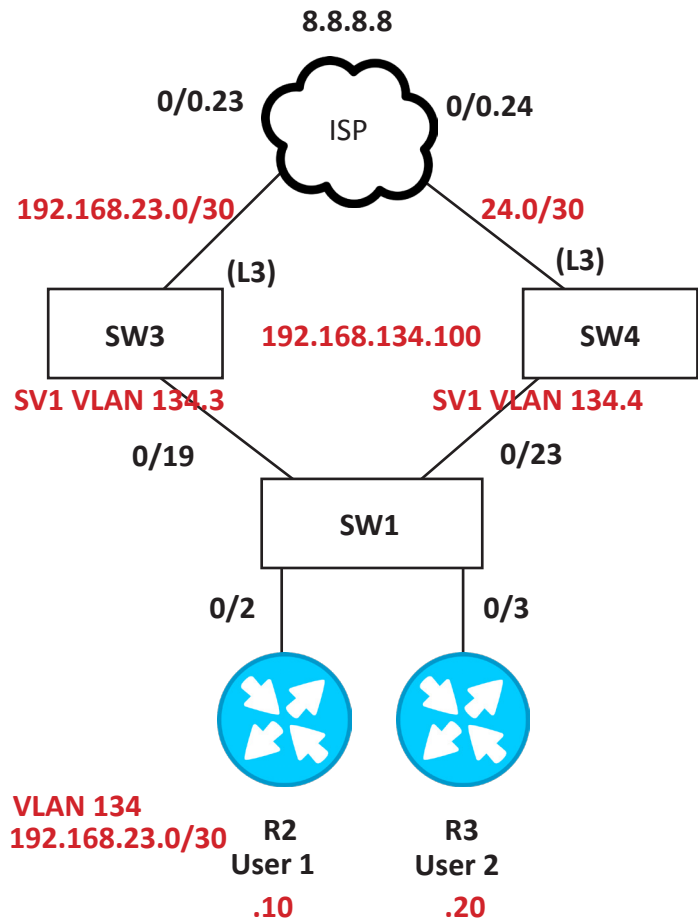 8.8.8.8
0/0.23
0/0.24
ISP
192.168.23.0/30
24.0/30
(L3)
(L3)
SW3
192.168.134.100
SW4
SV1 VLAN 134.3
SV1 VLAN 134.4
0/19
0/23
SW1
0/2
0/3
VLAN 134
192.168.23.0/30
R2
User 1
R3
User 2
.10
.20